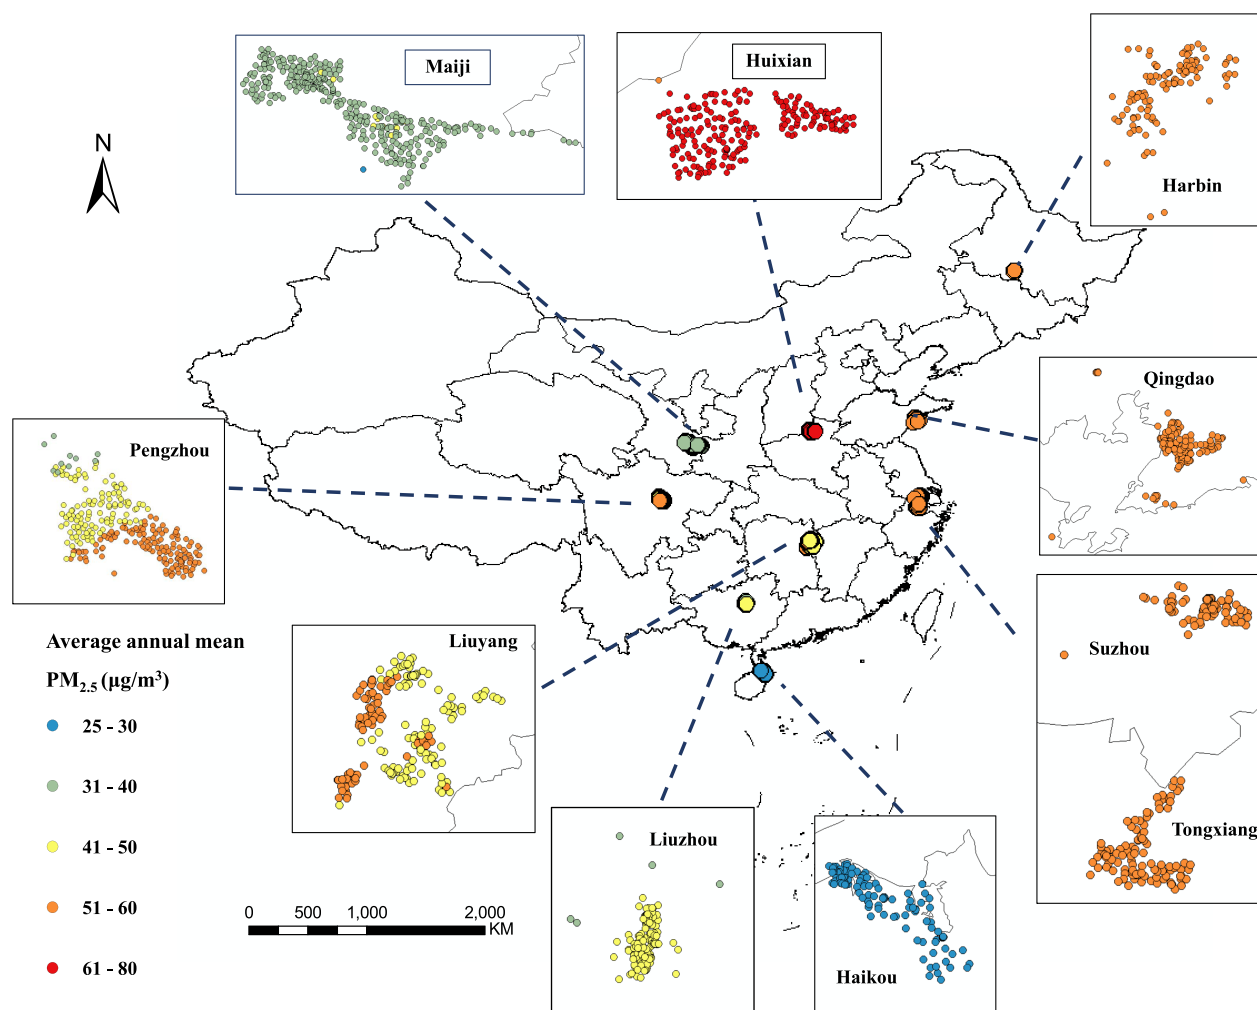 Maiji
Huixian
Harbin
N
Qingdao
Pengzhou
Suzhou
Tongxiang
Liuyang
Liuzhou
Haikou
Average annual mean
PM2.5 (μg/m³)
25 - 30
31 - 40
41 - 50
51 - 60
61 - 80
0 500 1,000 2,000
KM